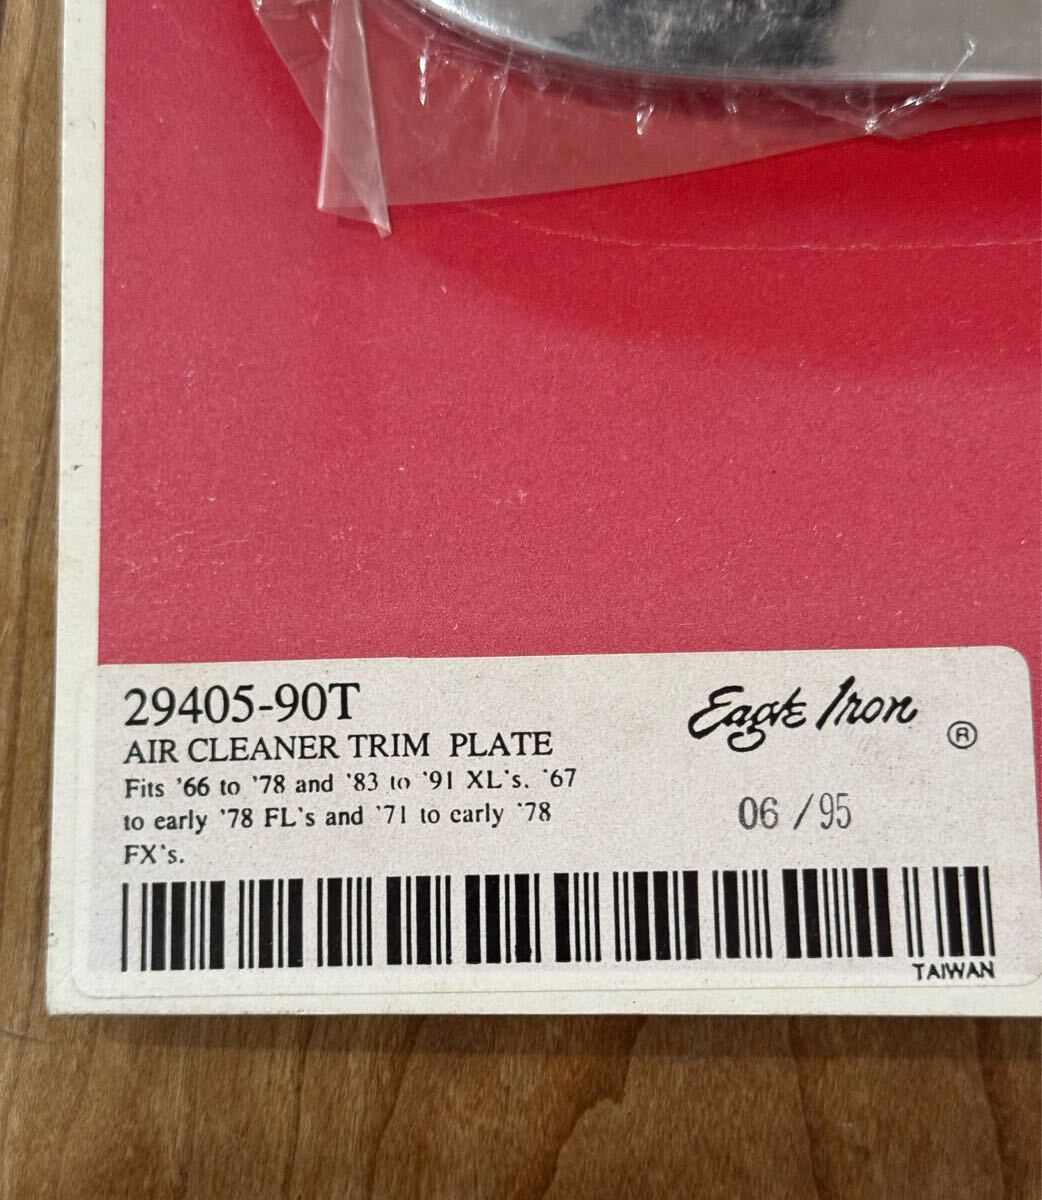 29405-90T
AIR CLEANER TRIM PLATE
Fits '66 to '78 and '83 to '91 XL's. '67
to early '78 FL's and '71 to early '78
FX's.
Eagle Iron ®
06 / 95
TAIWAN